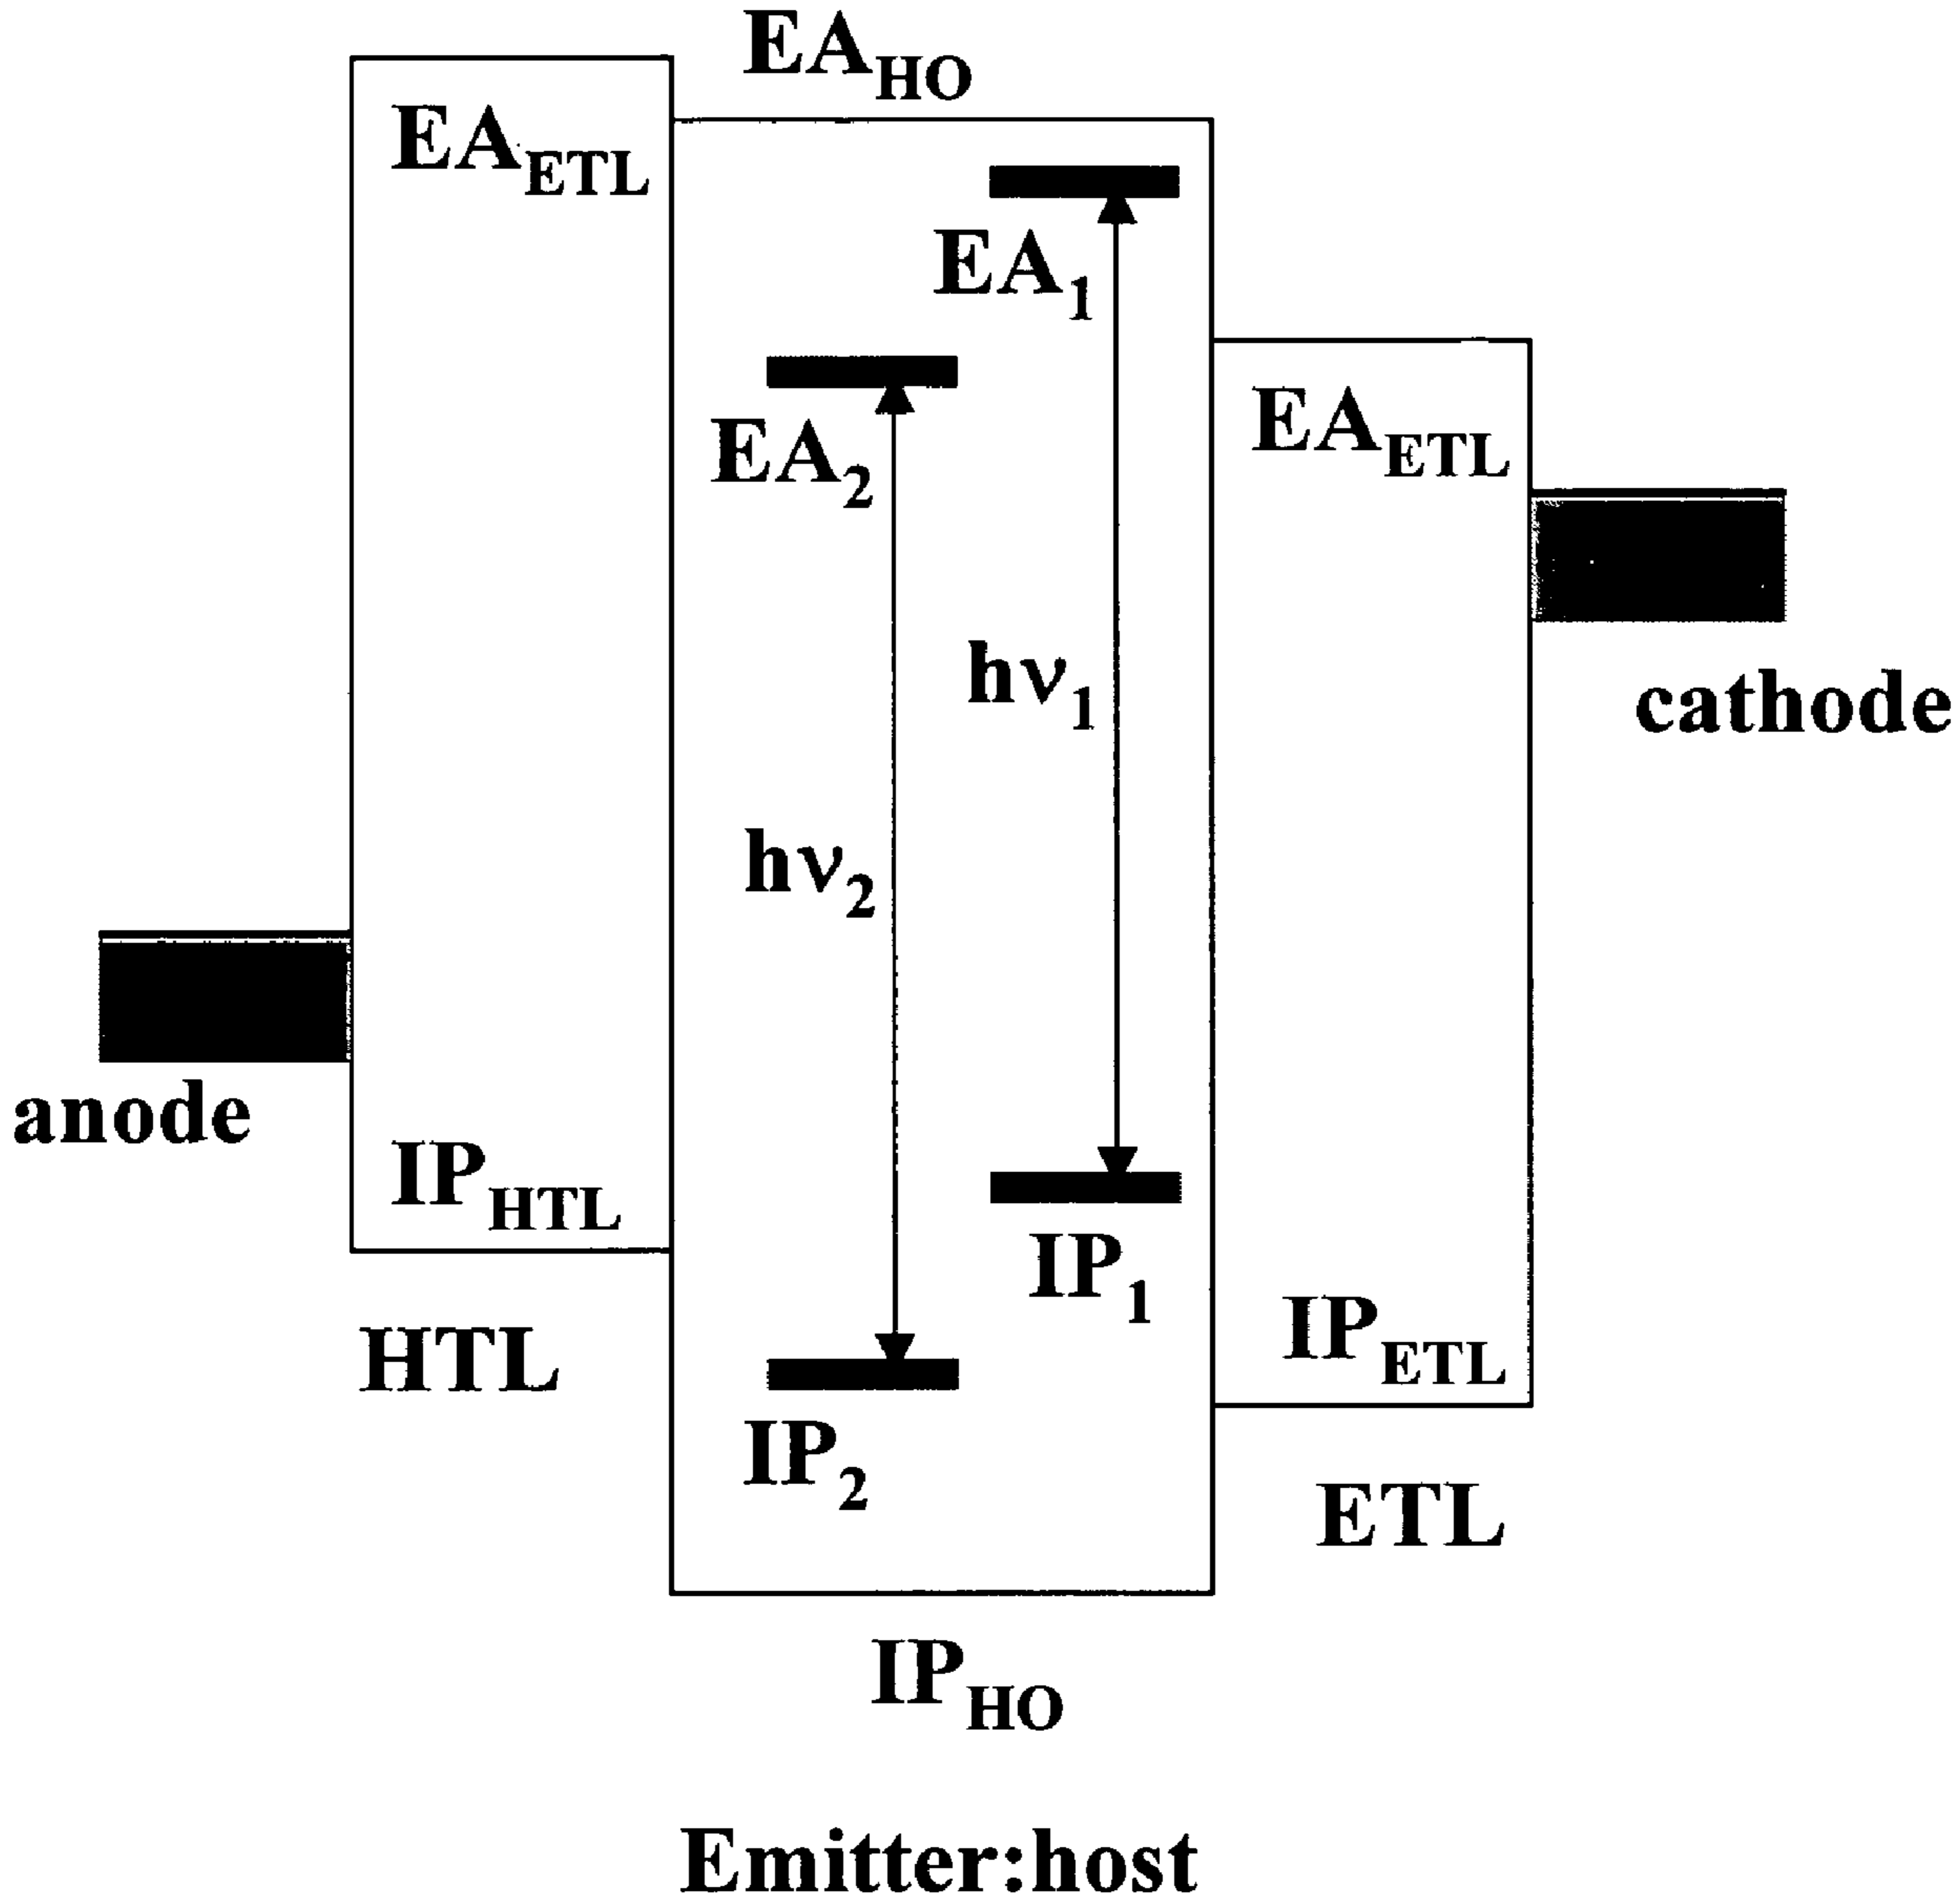 EA_HO
EA_ETL
EA_1
EA_2
EA_ETL
hν_1
cathode
hν_2
anode
IP_HTL
IP_1
IP_ETL
HTL
IP_2
ETL
IP_HO
Emitter:host